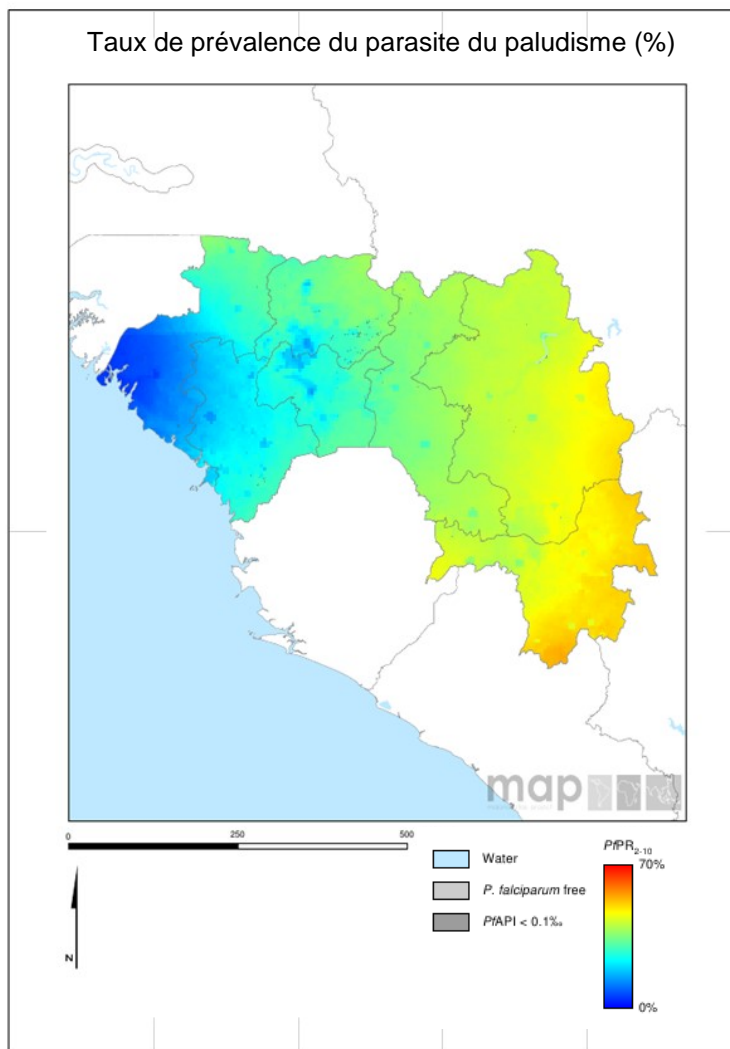 Taux de prévalence du parasite du paludisme (%)
map
0 250 500
N
Water
P. falciparum free
PfAPI < 0.1‰
PfPR2-10
70%
0%